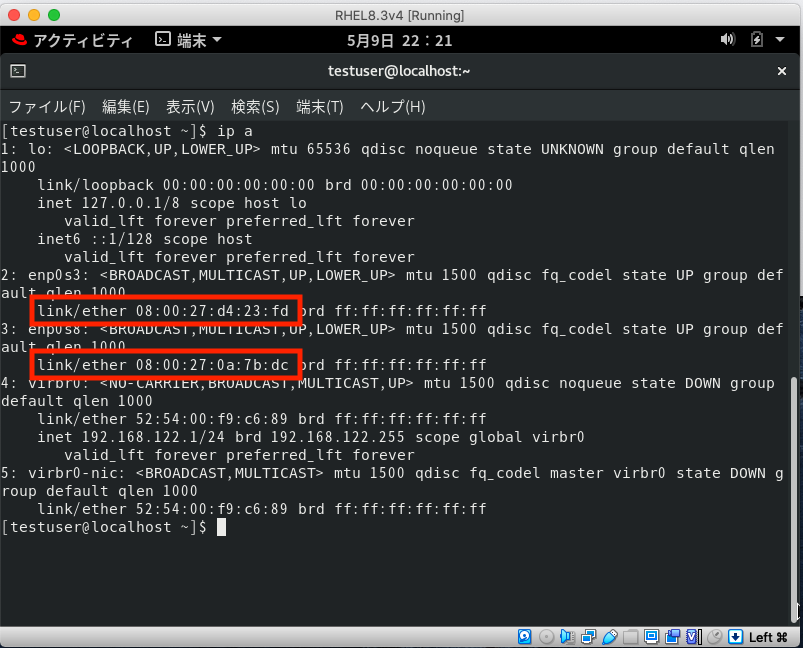 RHEL8.3v4 [Running]
アクティビティ 端末 5月9日 22：21
testuser@localhost:~ ×
ファイル(F) 編集(E) 表示(V) 検索(S) 端末(T) ヘルプ(H)
[testuser@localhost ~]$ ip a
1: lo: <LOOPBACK,UP,LOWER_UP> mtu 65536 qdisc noqueue state UNKNOWN group default qlen
1000
    link/loopback 00:00:00:00:00:00 brd 00:00:00:00:00:00
    inet 127.0.0.1/8 scope host lo
       valid_lft forever preferred_lft forever
    inet6 ::1/128 scope host
       valid_lft forever preferred_lft forever
2: enp0s3: <BROADCAST,MULTICAST,UP,LOWER_UP> mtu 1500 qdisc fq_codel state UP group def
ault qlen 1000
    link/ether 08:00:27:d4:23:fd brd ff:ff:ff:ff:ff:ff
3: enp0s8: <BROADCAST,MULTICAST,UP,LOWER_UP> mtu 1500 qdisc fq_codel state UP group def
ault qlen 1000
    link/ether 08:00:27:0a:7b:dc brd ff:ff:ff:ff:ff:ff
4: virbr0: <NO-CARRIER,BROADCAST,MULTICAST,UP> mtu 1500 qdisc noqueue state DOWN group
default qlen 1000
    link/ether 52:54:00:f9:c6:89 brd ff:ff:ff:ff:ff:ff
    inet 192.168.122.1/24 brd 192.168.122.255 scope global virbr0
       valid_lft forever preferred_lft forever
5: virbr0-nic: <BROADCAST,MULTICAST> mtu 1500 qdisc fq_codel master virbr0 state DOWN g
roup default qlen 1000
    link/ether 52:54:00:f9:c6:89 brd ff:ff:ff:ff:ff:ff
[testuser@localhost ~]$
Left ⌘